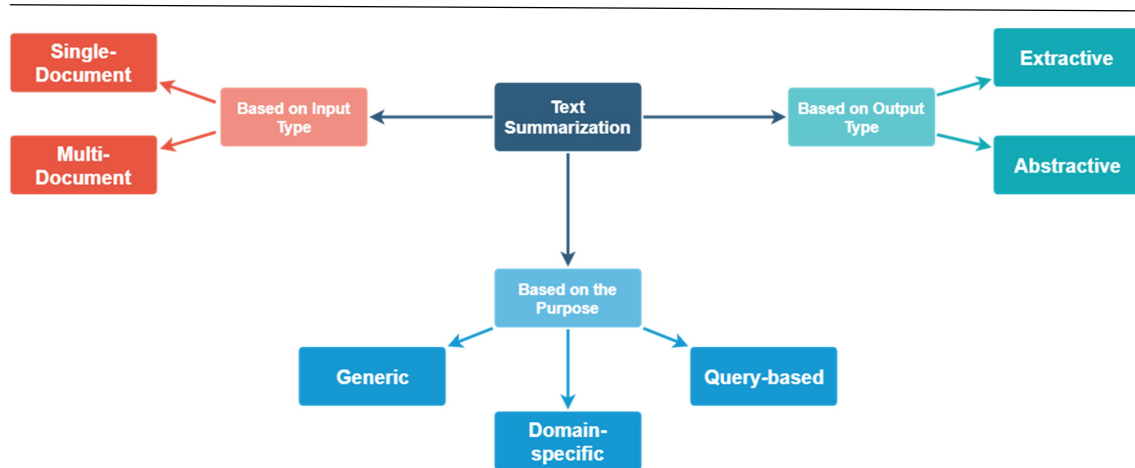 Single-
Document
Based on Input
Type
Multi-
Document
Text
Summarization
Based on Output
Type
Extractive
Abstractive
Based on the
Purpose
Generic
Domain-
specific
Query-based